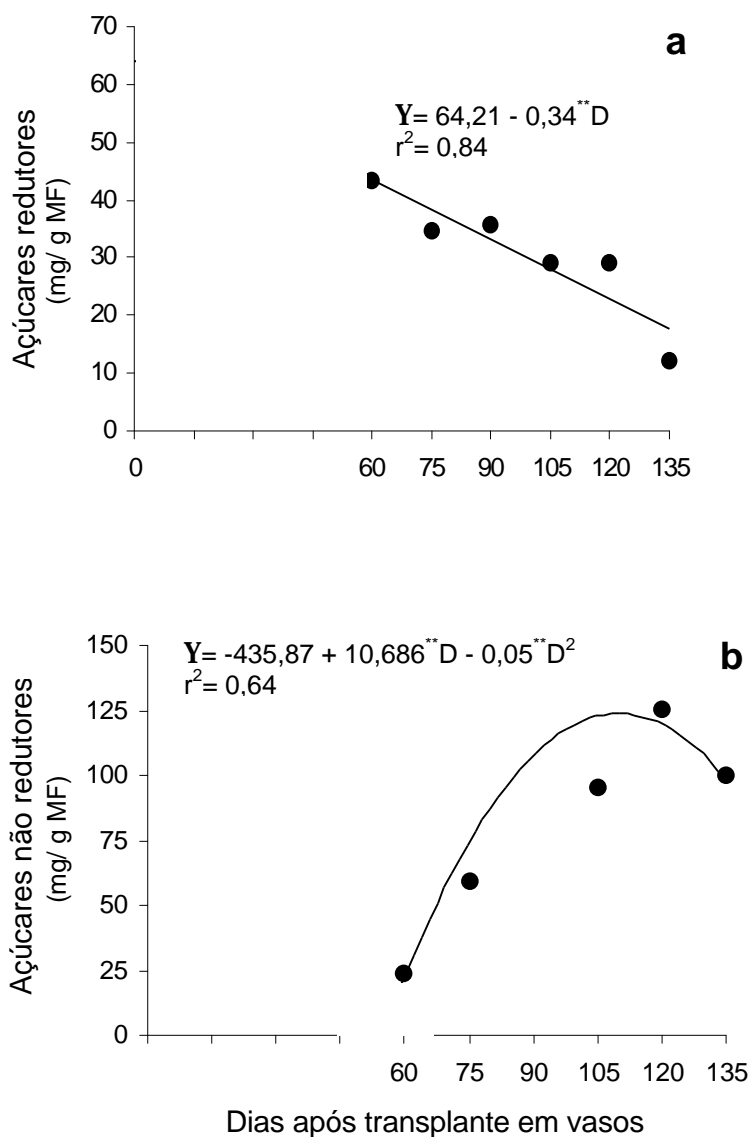 a
70
60
50
40
30
20
10
0
Y= 64,21 - 0,34**D
r²= 0,84
Açúcares redutores
(mg/ g MF)
0 60 75 90 105 120 135
b
150
125
100
75
50
25
0
Y= -435,87 + 10,686**D - 0,05**D²
r²= 0,64
Açúcares não redutores
(mg/ g MF)
60 75 90 105 120 135
Dias após transplante em vasos